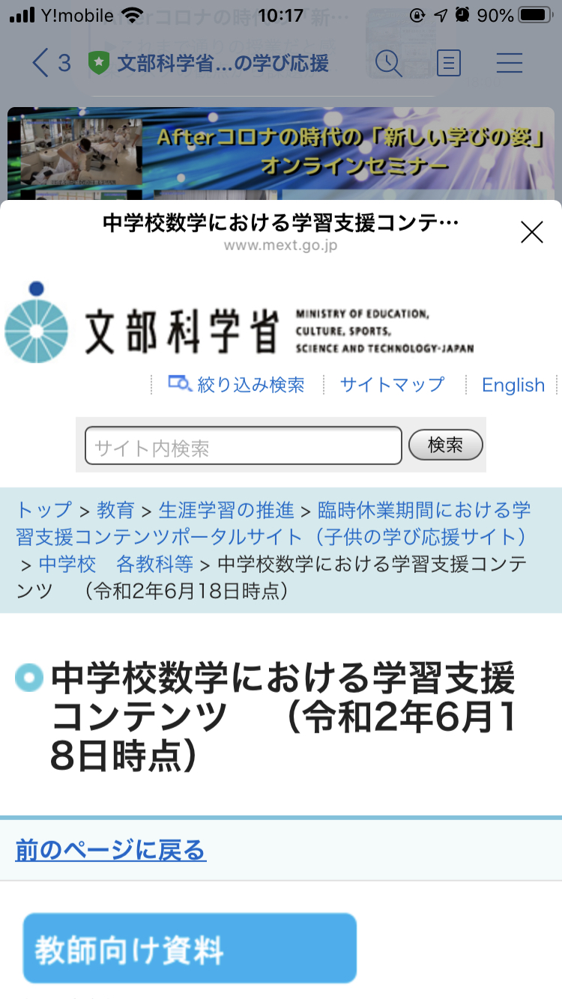 Y!mobile 10:17 90%
3 文部科学省...の学び応援
Afterコロナの時代の「新しい学びの姿」
オンラインセミナー
中学校数学における学習支援コンテ…
www.mext.go.jp
文部科学省 MINISTRY OF EDUCATION,
CULTURE, SPORTS,
SCIENCE AND TECHNOLOGY-JAPAN
絞り込み検索 サイトマップ English
サイト内検索 検索
トップ > 教育 > 生涯学習の推進 > 臨時休業期間における学
習支援コンテンツポータルサイト（子供の学び応援サイト）
> 中学校　各教科等 > 中学校数学における学習支援コンテ
ンツ　（令和2年6月18日時点）
中学校数学における学習支援
コンテンツ　（令和2年6月1
8日時点）
前のページに戻る
教師向け資料